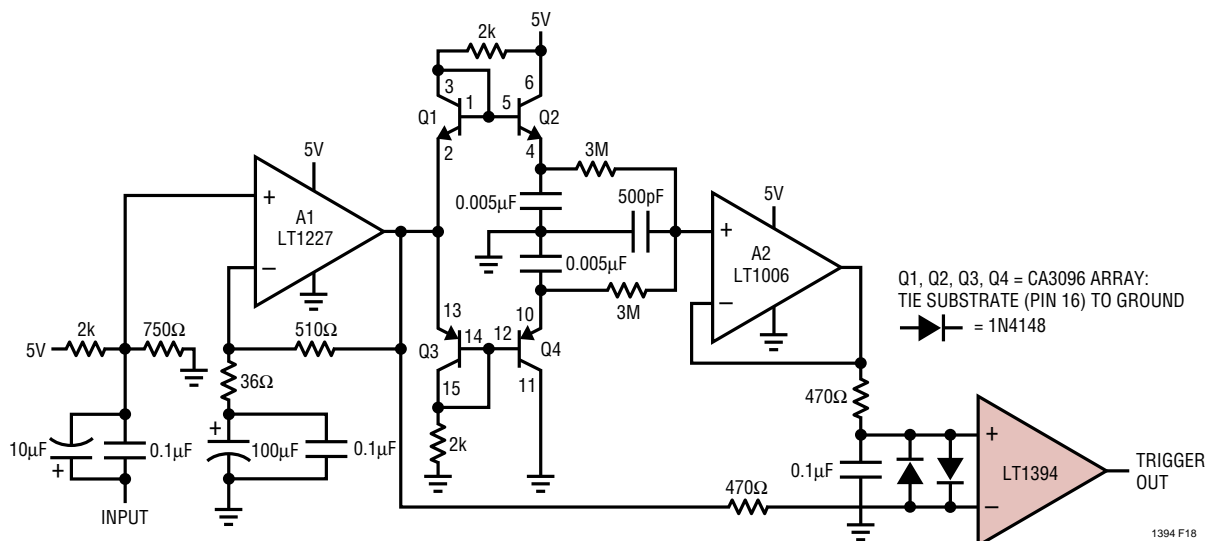 5V
2k
3
1
5
6
Q1
Q2
2
4
3M
5V
0.005µF
500pF
5V
+
A1
LT1227
–
+
A2
LT1006
–
0.005µF
Q1, Q2, Q3, Q4 = CA3096 ARRAY:
TIE SUBSTRATE (PIN 16) TO GROUND
= 1N4148
13
10
3M
2k
750Ω
5V
510Ω
14
12
Q3
Q4
15
11
36Ω
470Ω
+
10µF
+
0.1µF
100µF
0.1µF
2k
0.1µF
+
LT1394
–
TRIGGER
OUT
470Ω
INPUT
1394 F18